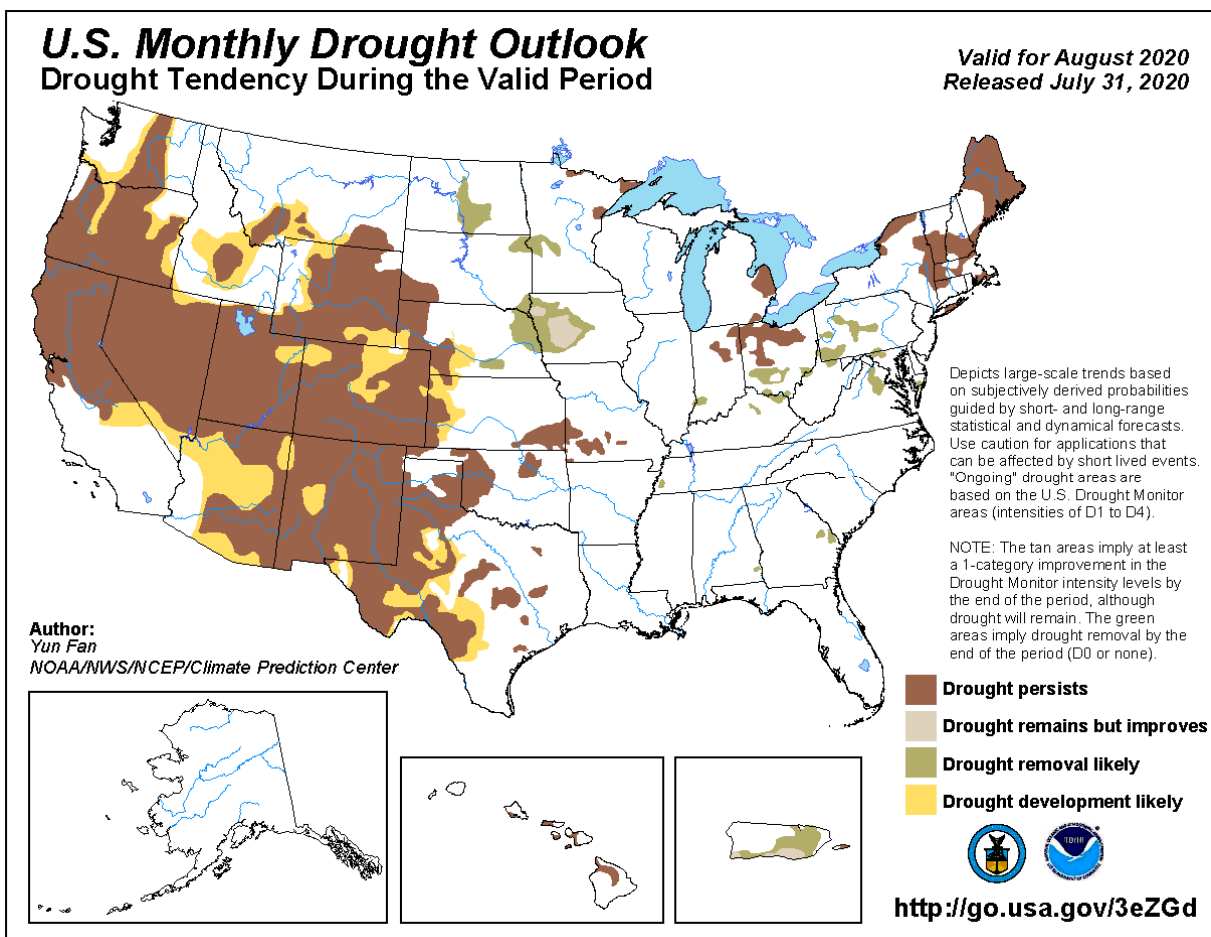 U.S. Monthly Drought Outlook
Drought Tendency During the Valid Period
Valid for August 2020
Released July 31, 2020
Depicts large-scale trends based
on subjectively derived probabilities
guided by short- and long-range
statistical and dynamical forecasts.
Use caution for applications that
can be affected by short lived events.
"Ongoing" drought areas are
based on the U.S. Drought Monitor
areas (intensities of D1 to D4).
NOTE: The tan areas imply at least
a 1-category improvement in the
Drought Monitor intensity levels by
the end of the period, although
drought will remain. The green
areas imply drought removal by the
end of the period (D0 or none).
Author:
Yun Fan
NOAA/NWS/NCEP/Climate Prediction Center
Drought persists
Drought remains but improves
Drought removal likely
Drought development likely
http://go.usa.gov/3eZGd